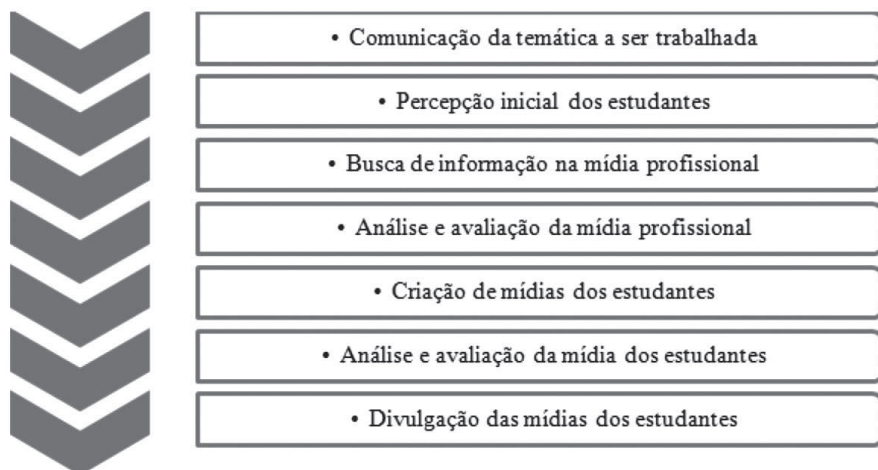 • Comunicação da temática a ser trabalhada
• Percepção inicial dos estudantes
• Busca de informação na mídia profissional
• Análise e avaliação da mídia profissional
• Criação de mídias dos estudantes
• Análise e avaliação da mídia dos estudantes
• Divulgação das mídias dos estudantes